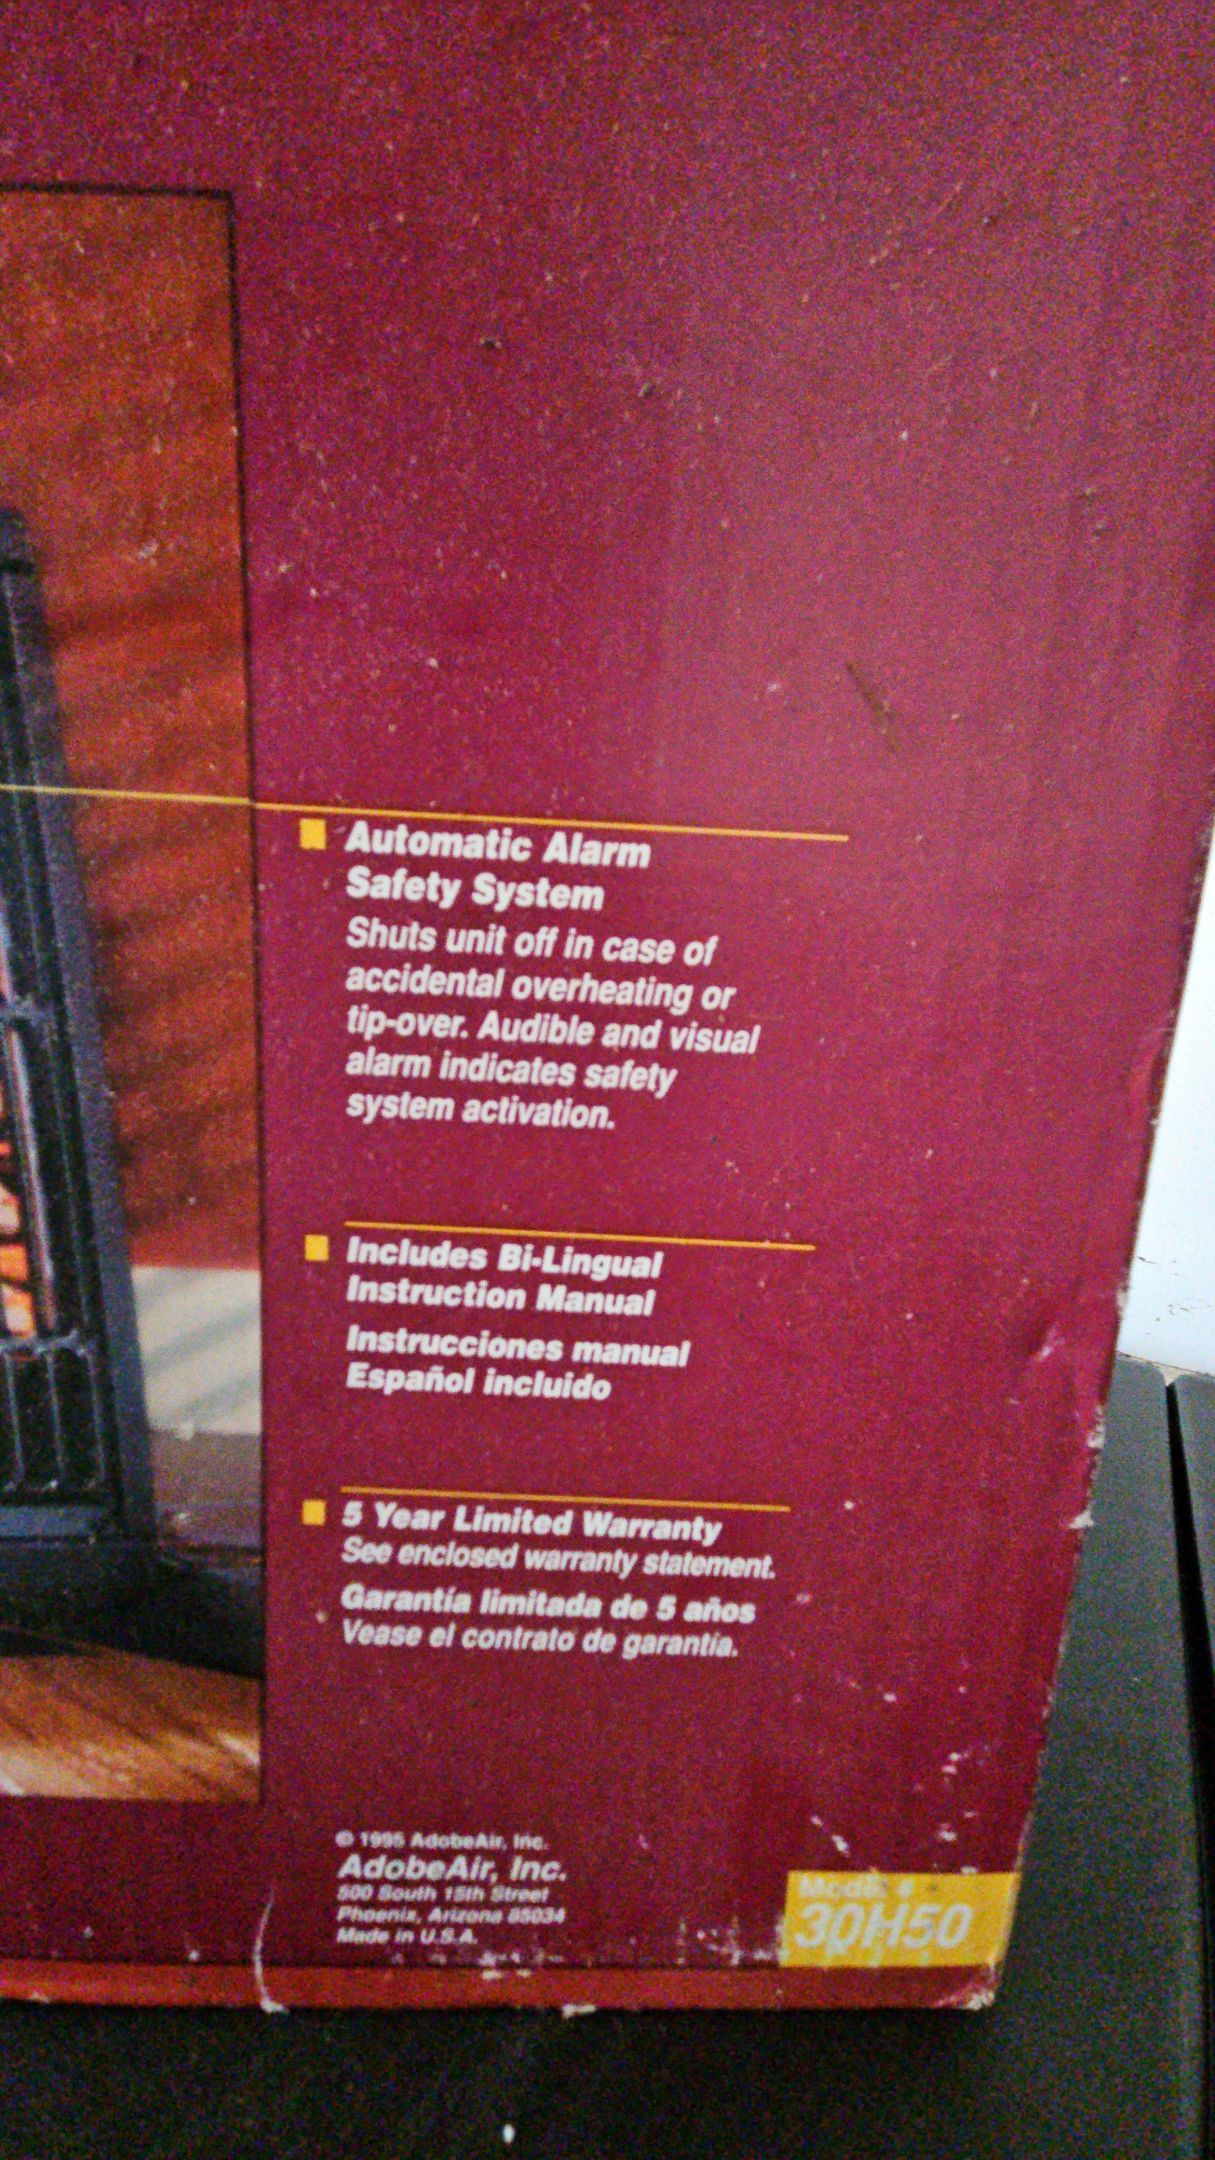 Automatic Alarm
Safety System
Shuts unit off in case of
accidental overheating or
tip-over. Audible and visual
alarm indicates safety
system activation.
Includes Bi-Lingual
Instruction Manual
Instrucciones manual
Español incluido
5 Year Limited Warranty
See enclosed warranty statement.
Garantía limitada de 5 años
Vease el contrato de garantía.
© 1995 AdobeAir, Inc.
AdobeAir, Inc.
500 South 15th Street
Phoenix, Arizona 85034
Made in U.S.A.
Model #
30H50